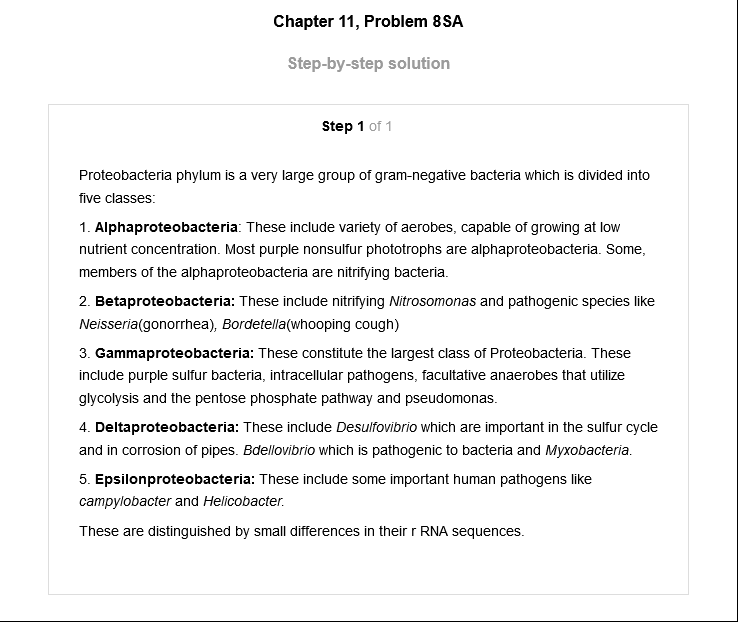 Chapter 11, Problem 8SA
Step-by-step solution
Step 1 of 1
Proteobacteria phylum is a very large group of gram-negative bacteria which is divided into
five classes:
1. Alphaproteobacteria: These include variety of aerobes, capable of growing at low
nutrient concentration. Most purple nonsulfur phototrophs are alphaproteobacteria. Some,
members of the alphaproteobacteria are nitrifying bacteria.
2. Betaproteobacteria: These include nitrifying Nitrosomonas and pathogenic species like
Neisseria(gonorrhea), Bordetella(whooping cough)
3. Gammaproteobacteria: These constitute the largest class of Proteobacteria. These
include purple sulfur bacteria, intracellular pathogens, facultative anaerobes that utilize
glycolysis and the pentose phosphate pathway and pseudomonas.
4. Deltaproteobacteria: These include Desulfovibrio which are important in the sulfur cycle
and in corrosion of pipes. Bdellovibrio which is pathogenic to bacteria and Myxobacteria.
5. Epsilonproteobacteria: These include some important human pathogens like
campylobacter and Helicobacter.
These are distinguished by small differences in their r RNA sequences.